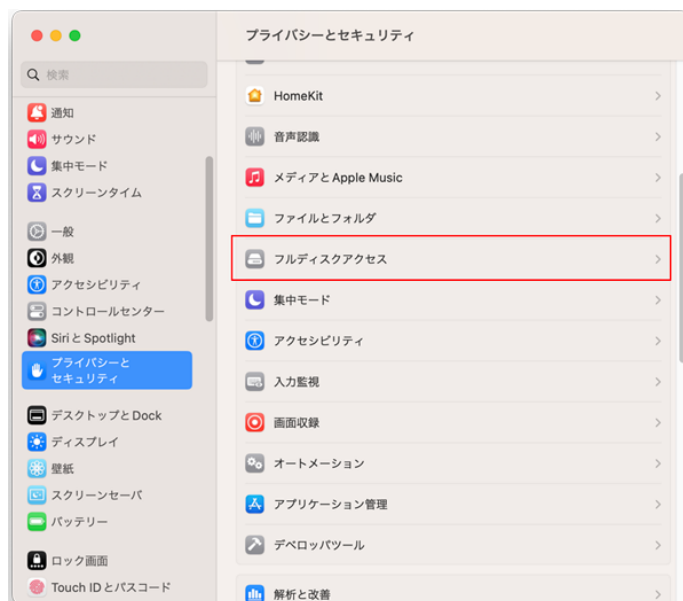 プライバシーとセキュリティ
検索
通知
サウンド
集中モード
スクリーンタイム
一般
外観
アクセシビリティ
コントロールセンター
Siri と Spotlight
プライバシーと
セキュリティ
デスクトップと Dock
ディスプレイ
壁紙
スクリーンセーバ
バッテリー
ロック画面
Touch ID とパスコード
HomeKit
音声認識
メディアと Apple Music
ファイルとフォルダ
フルディスクアクセス
集中モード
アクセシビリティ
入力監視
画面収録
オートメーション
アプリケーション管理
デベロッパツール
解析と改善